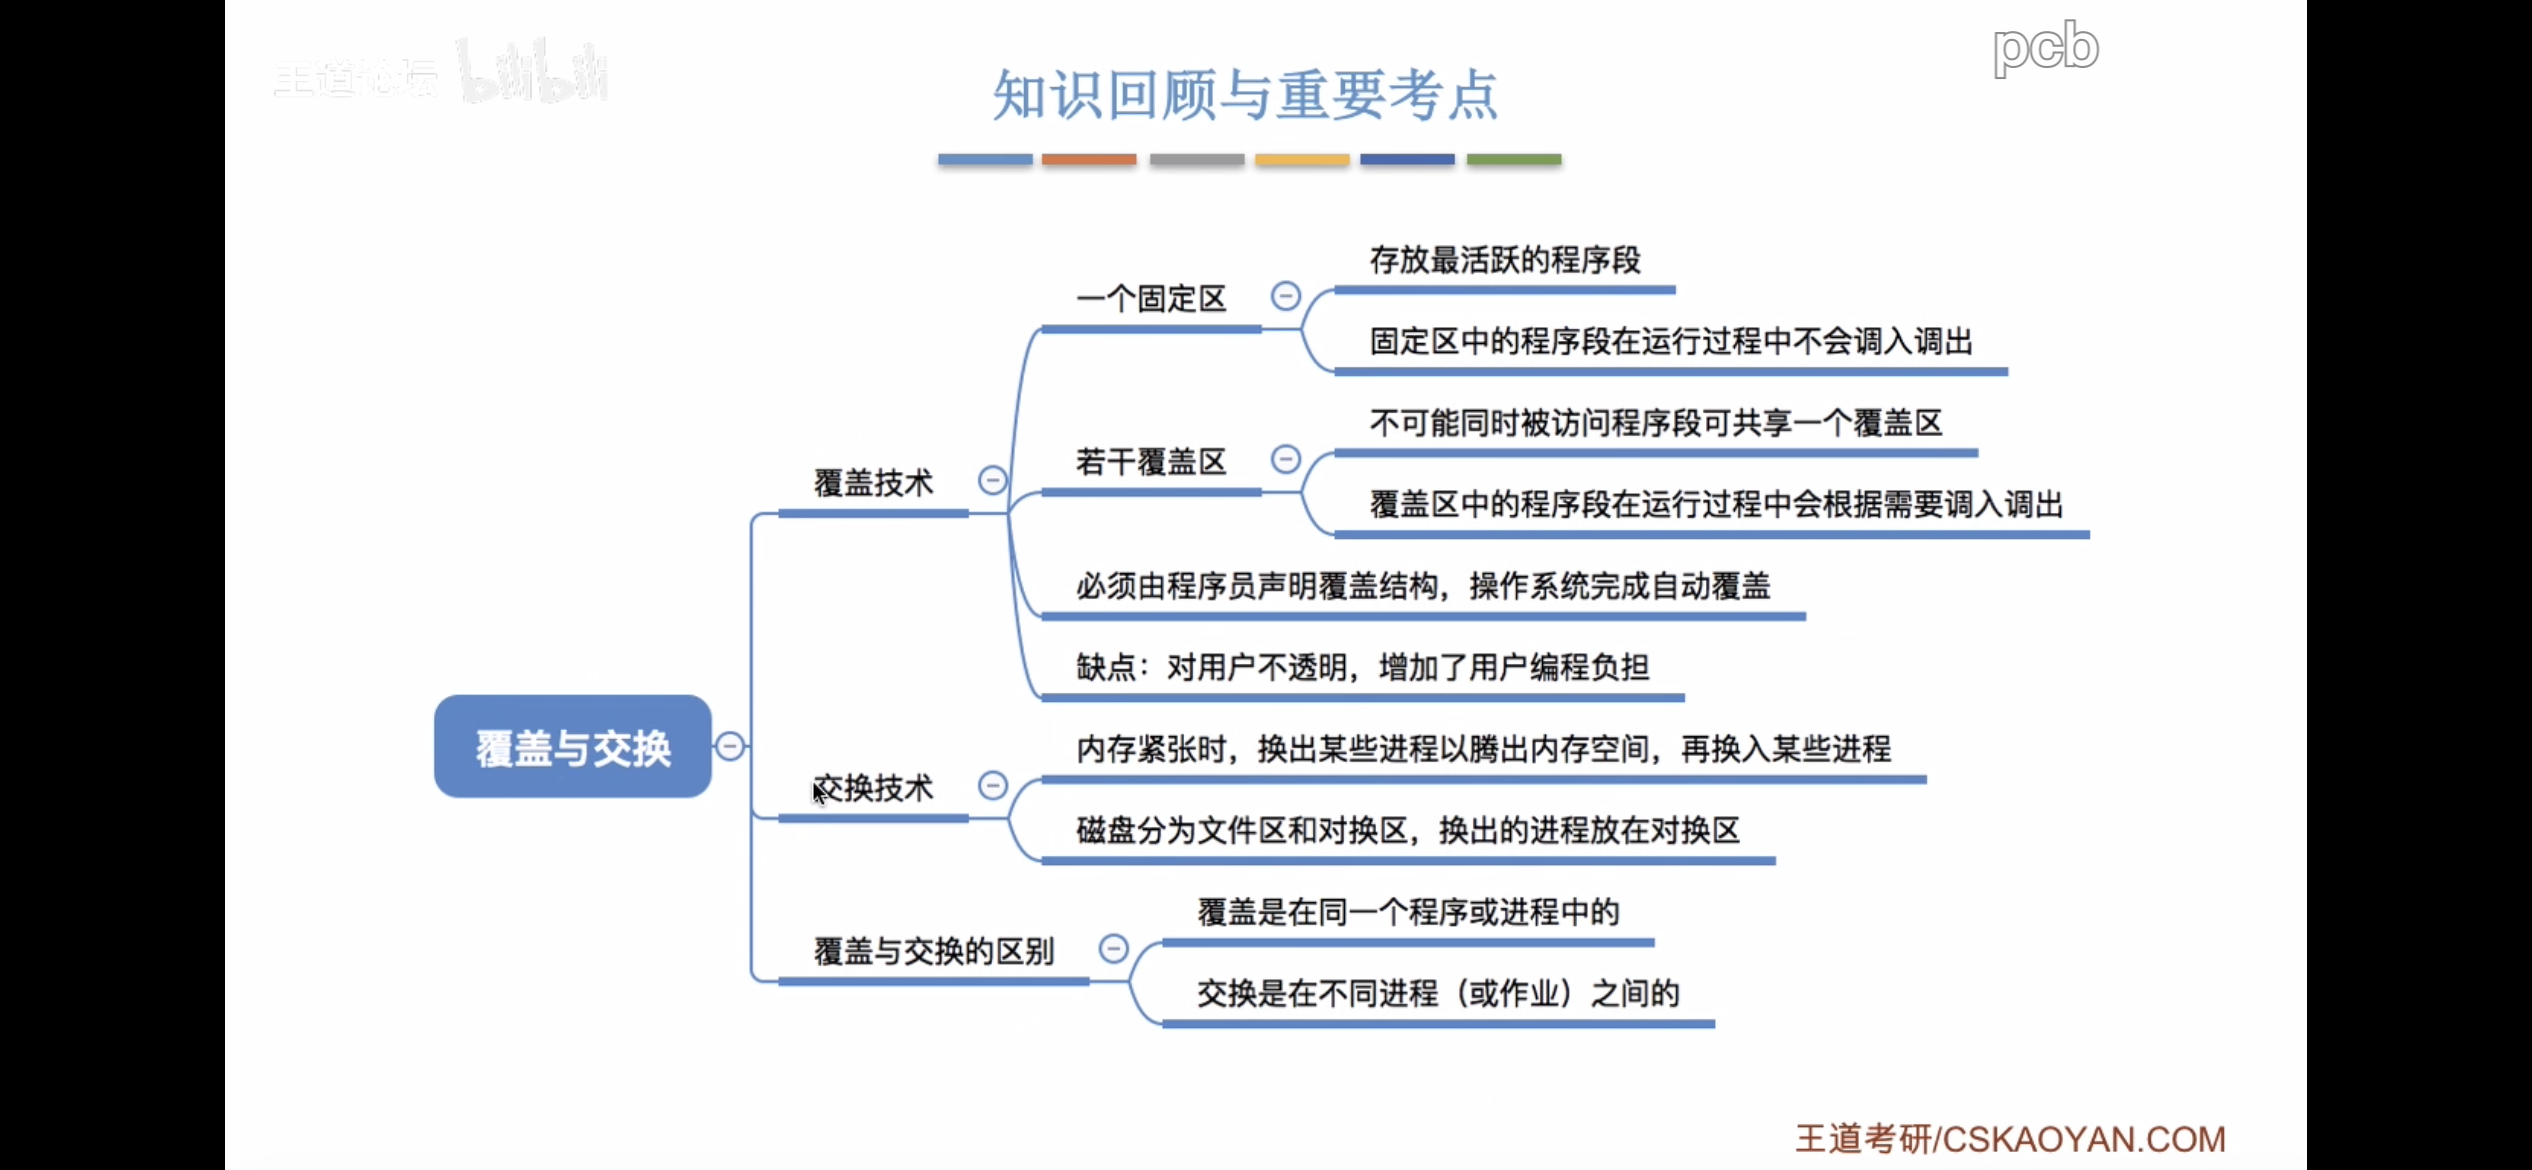 王道论坛 bilibili
pcb
知识回顾与重要考点
存放最活跃的程序段
一个固定区
固定区中的程序段在运行过程中不会调入调出
不可能同时被访问程序段可共享一个覆盖区
若干覆盖区
覆盖技术
覆盖区中的程序段在运行过程中会根据需要调入调出
必须由程序员声明覆盖结构，操作系统完成自动覆盖
缺点：对用户不透明，增加了用户编程负担
覆盖与交换
内存紧张时，换出某些进程以腾出内存空间，再换入某些进程
交换技术
磁盘分为文件区和对换区，换出的进程放在对换区
覆盖是在同一个程序或进程中的
覆盖与交换的区别
交换是在不同进程（或作业）之间的
王道考研/CSKAOYAN.COM